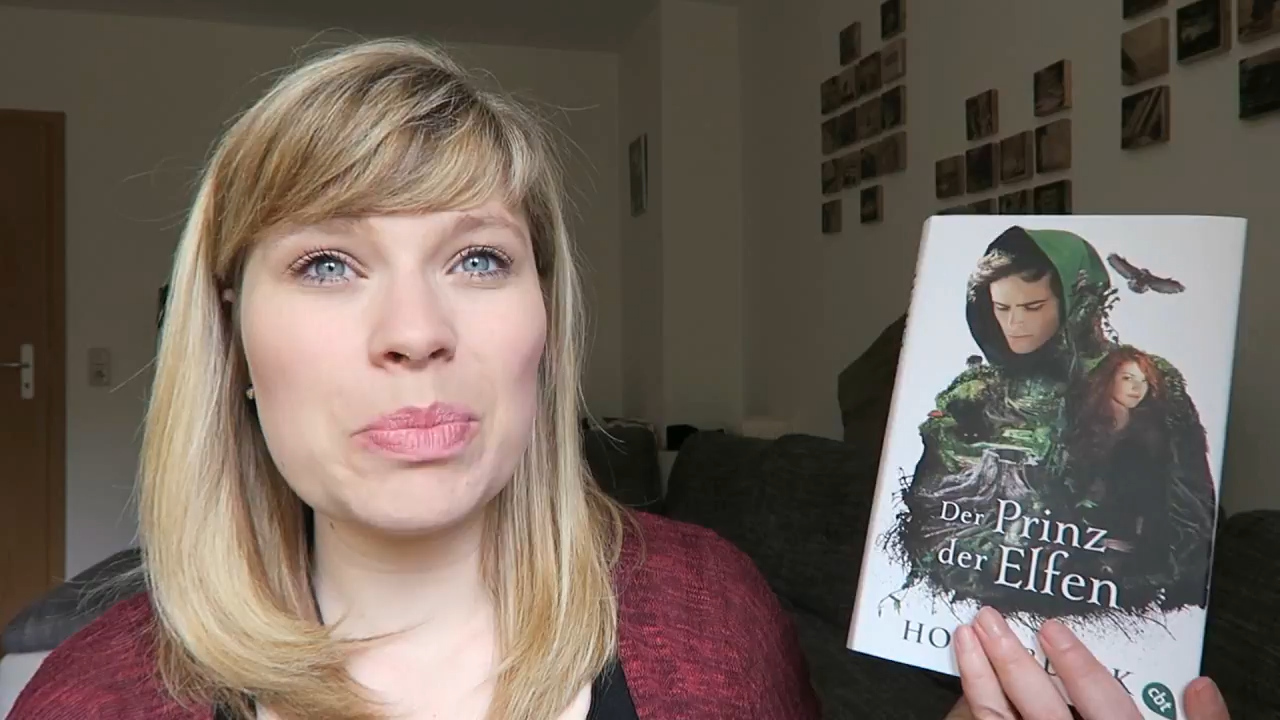 Der Prinz
der Elfen
HO
K
cbt